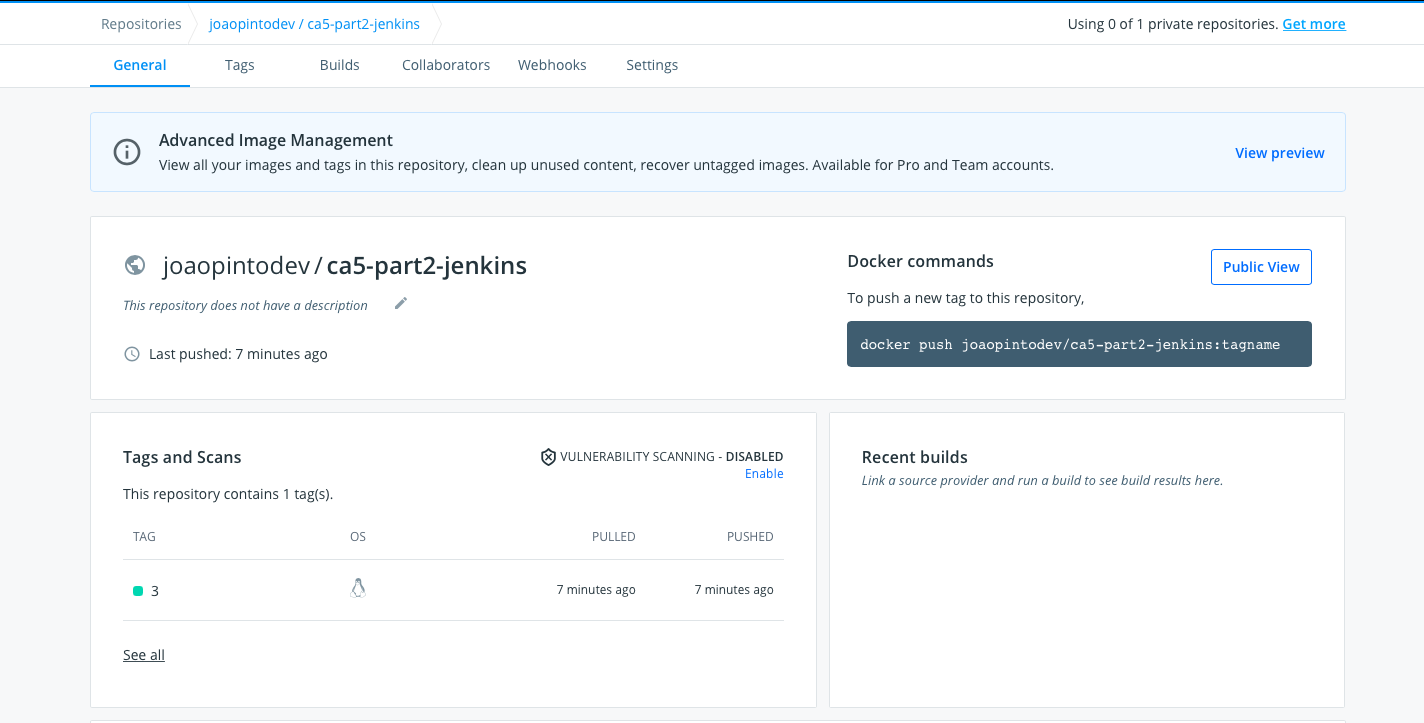 Repositories
joaopintodev / ca5-part2-jenkins
Using 0 of 1 private repositories. Get more
General
Tags
Builds
Collaborators
Webhooks
Settings
Advanced Image Management
View all your images and tags in this repository, clean up unused content, recover untagged images. Available for Pro and Team accounts.
View preview
joaopintodev / ca5-part2-jenkins
This repository does not have a description
Last pushed: 7 minutes ago
Docker commands
Public View
To push a new tag to this repository,
docker push joaopintodev/ca5-part2-jenkins:tagname
Tags and Scans
VULNERABILITY SCANNING - DISABLED
Enable
This repository contains 1 tag(s).
TAG
OS
PULLED
PUSHED
3
7 minutes ago
7 minutes ago
See all
Recent builds
Link a source provider and run a build to see build results here.